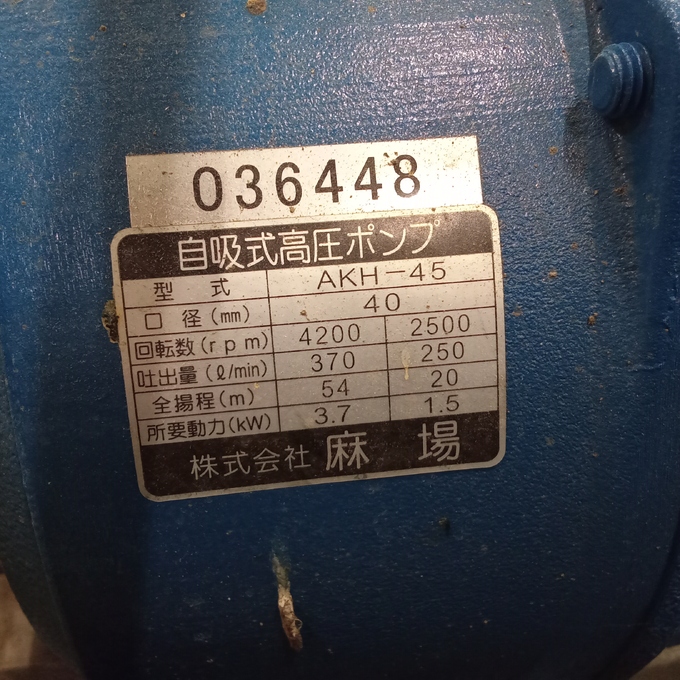 036448
自吸式高圧ポンプ
型 式 AKH-45
口 径(mm) 40
回転数(rpm) 4200 2500
吐出量(ℓ/min) 370 250
全揚程(m) 54 20
所要動力(kW) 3.7 1.5
株式会社 麻 場